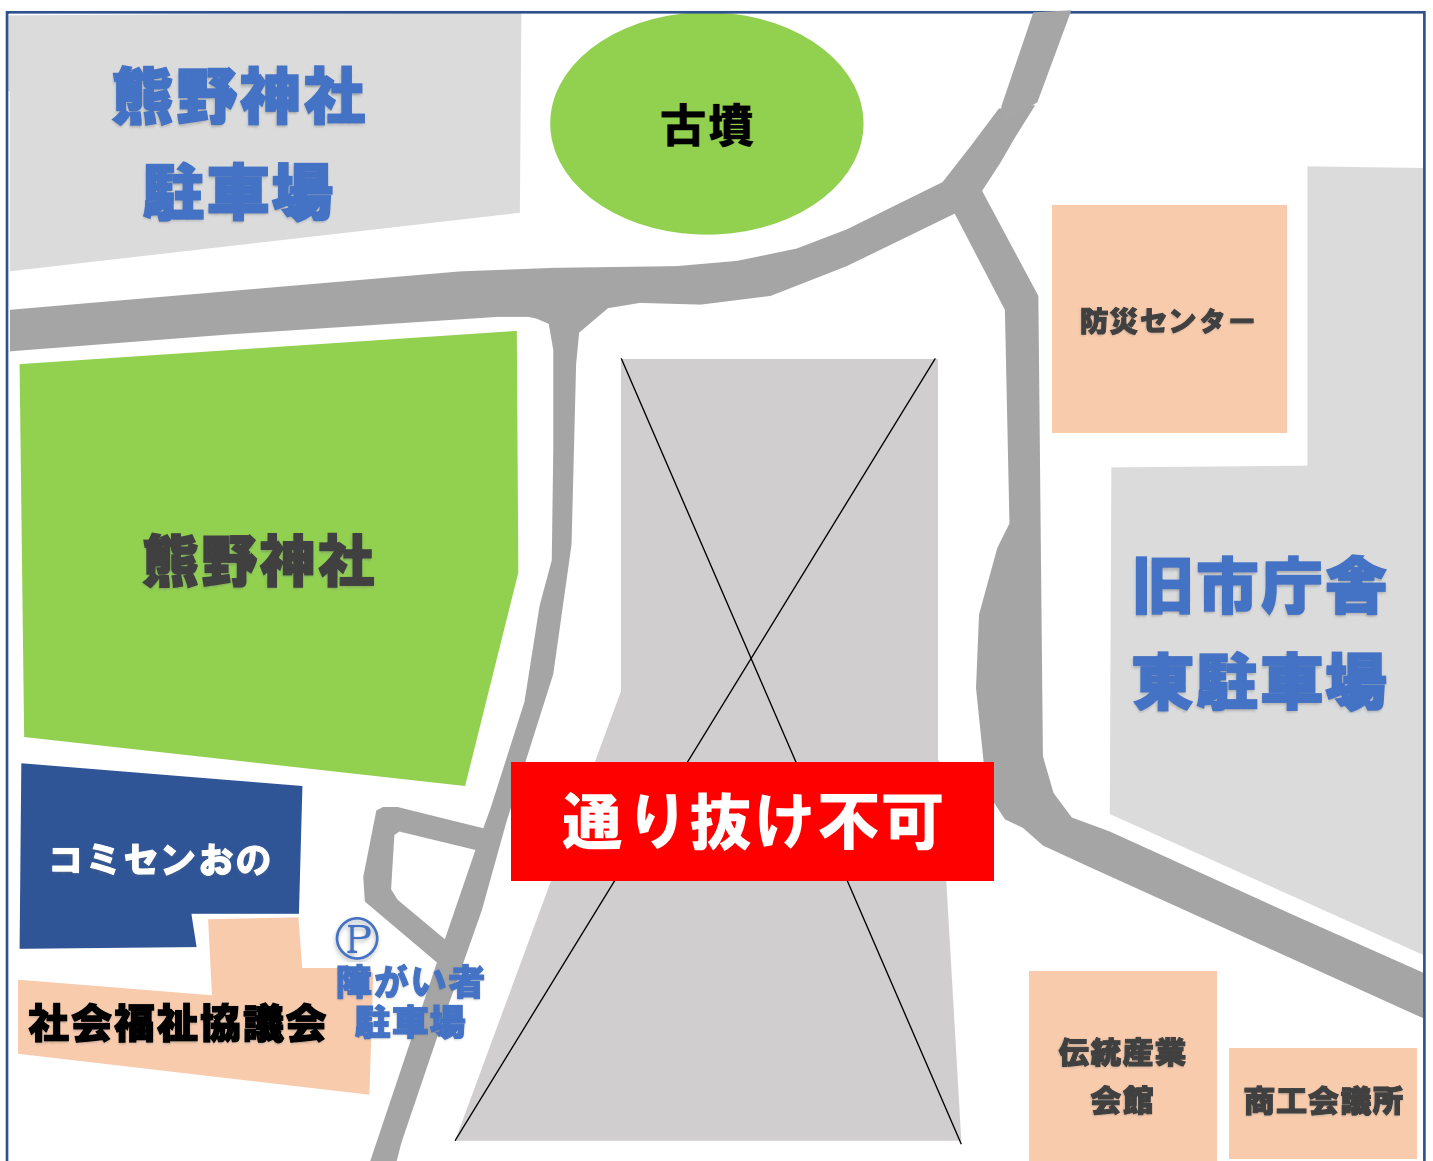 熊野神社
駐車場
古墳
防災センター
熊野神社
旧市庁舎
東駐車場
通り抜け不可
コミセンおの
Ⓟ
障がい者
駐車場
社会福祉協議会
伝統産業
会館
商工会議所